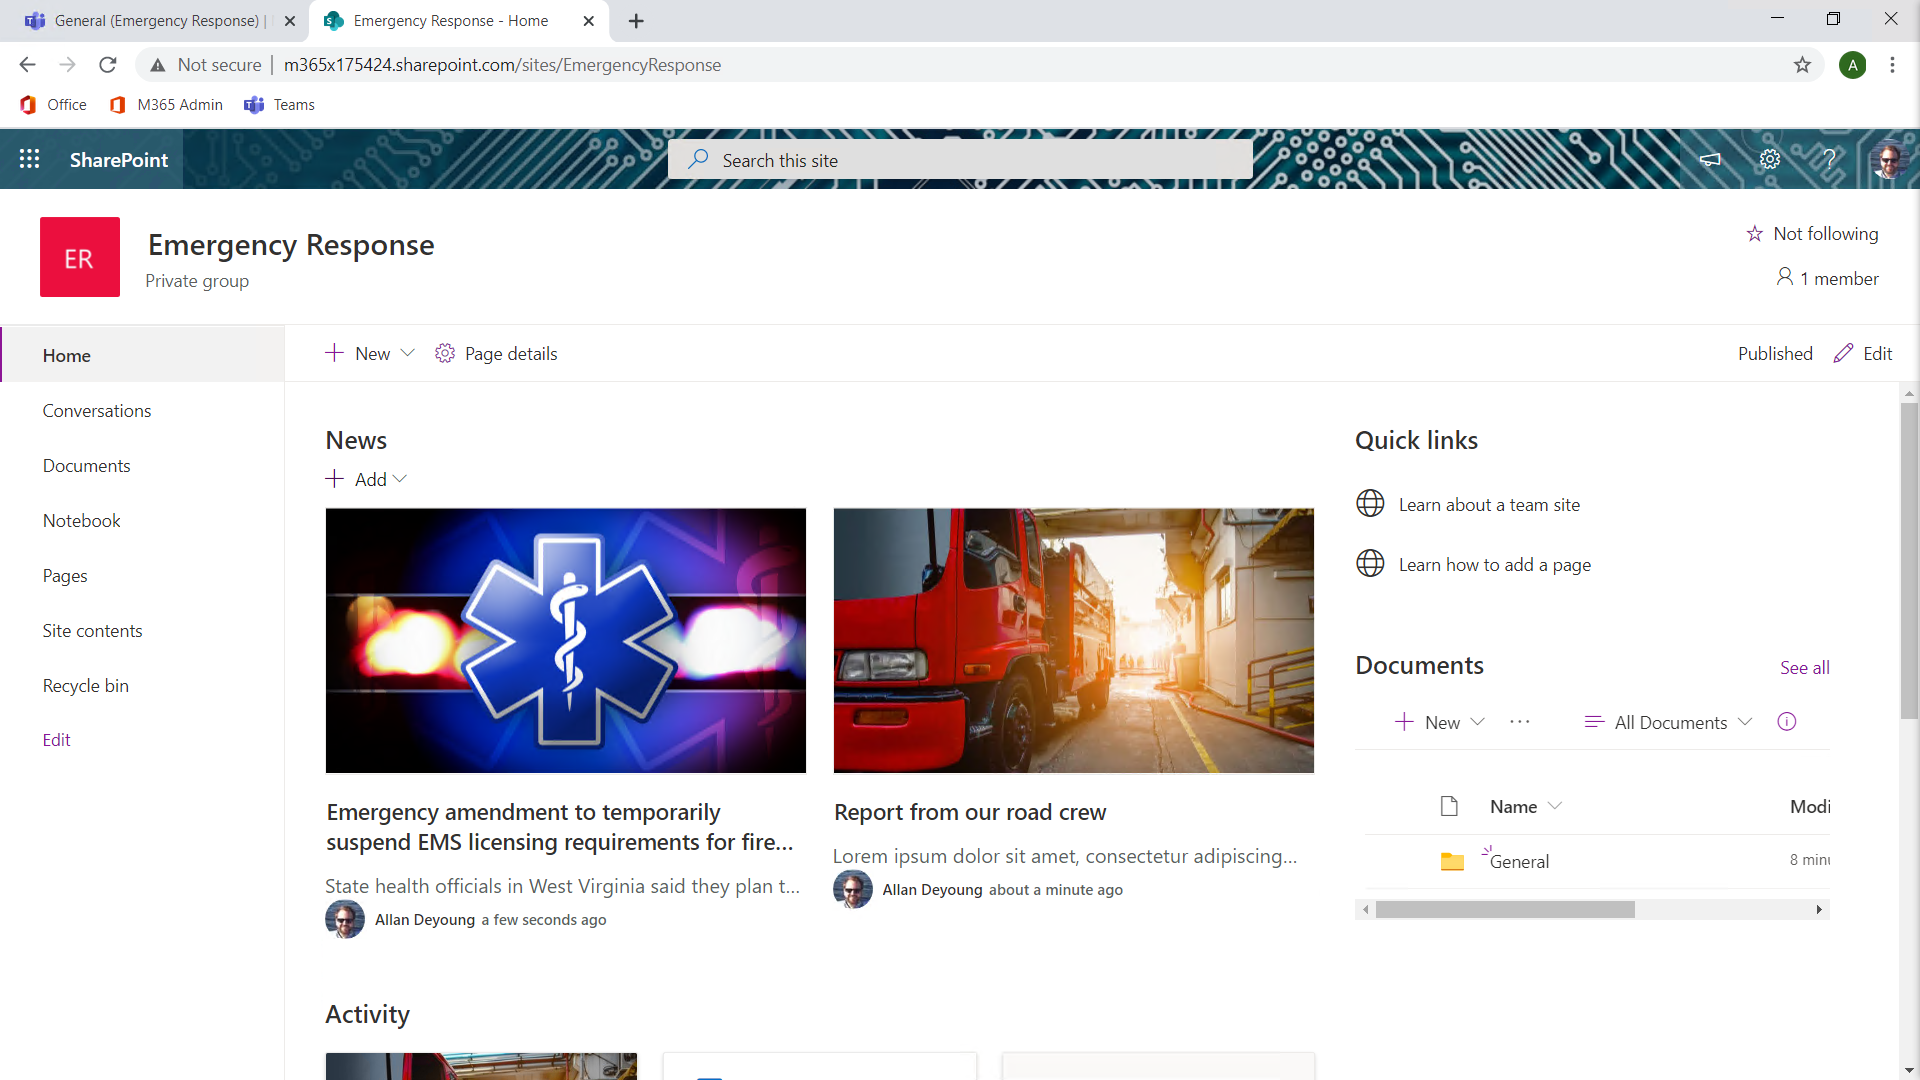 General (Emergency Response) |
Emergency Response - Home
Not secure
m365x175424.sharepoint.com/sites/EmergencyResponse
A
Office
M365 Admin
Teams
SharePoint
Search this site
ER
Emergency Response
Private group
Not following
1 member
Home
Conversations
Documents
Notebook
Pages
Site contents
Recycle bin
Edit
New
Page details
Published
Edit
News
Add
Emergency amendment to temporarily
suspend EMS licensing requirements for fire...
State health officials in West Virginia said they plan t...
Allan Deyoung a few seconds ago
Report from our road crew
Lorem ipsum dolor sit amet, consectetur adipiscing...
Allan Deyoung about a minute ago
Activity
Quick links
Learn about a team site
Learn how to add a page
Documents
See all
New
All Documents
Name
Modi
General
8 minu